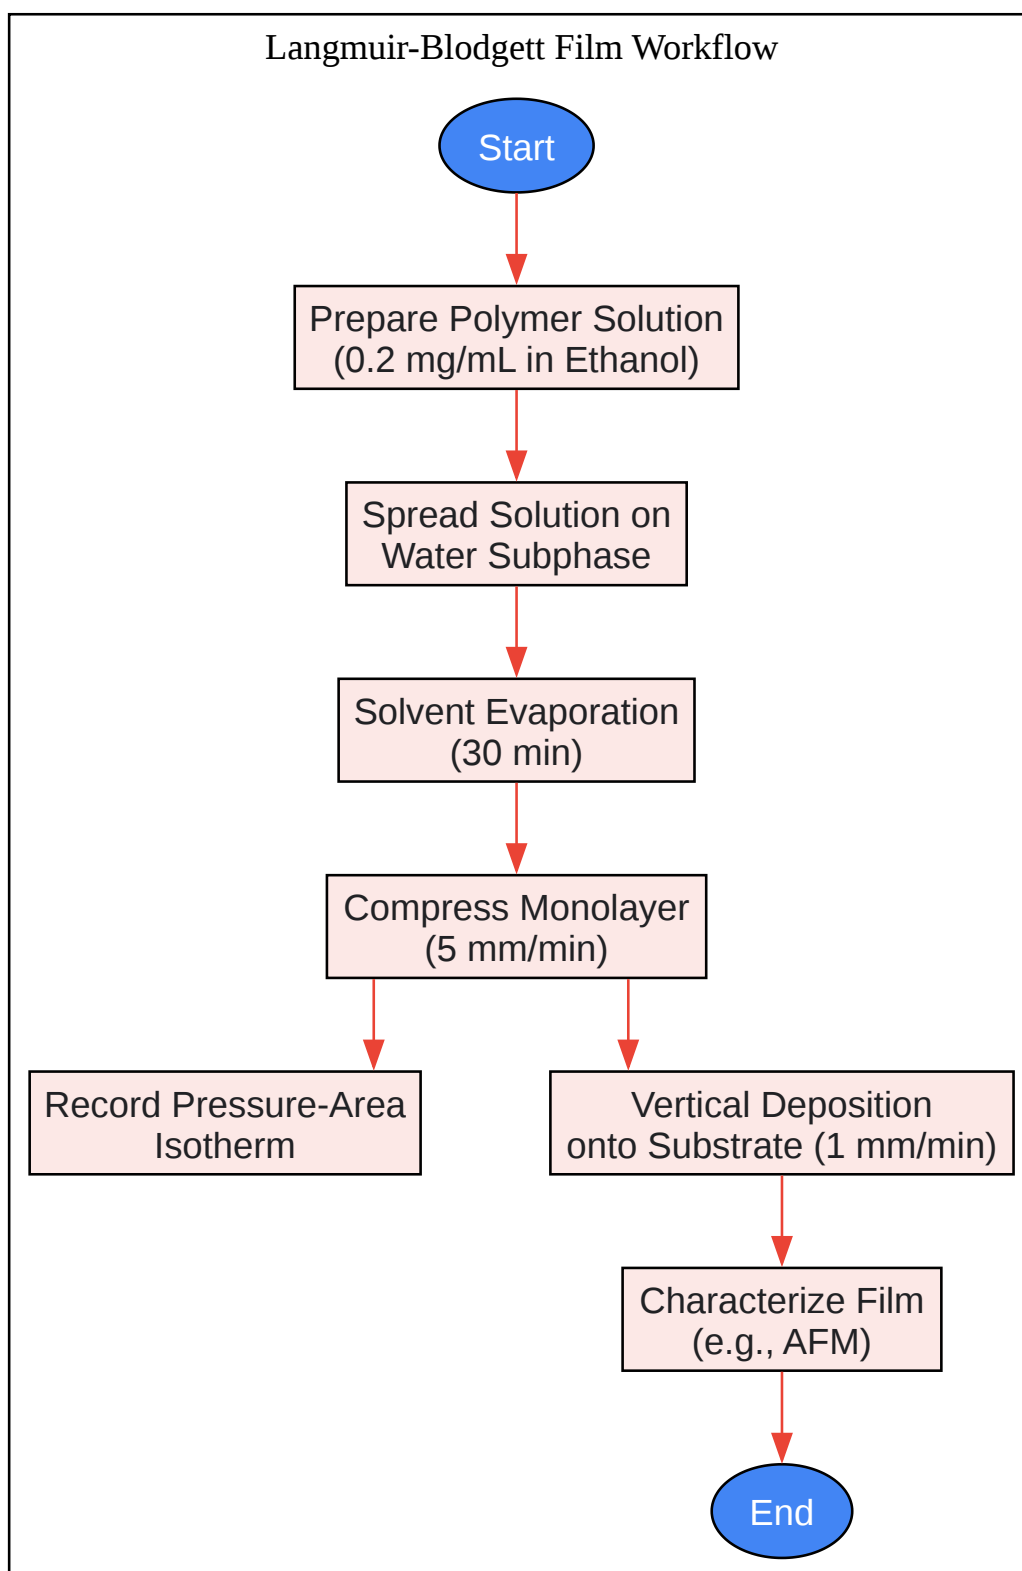 Langmuir-Blodgett Film Workflow
Start
Prepare Polymer Solution
(0.2 mg/mL in Ethanol)
Spread Solution on
Water Subphase
Solvent Evaporation
(30 min)
Compress Monolayer
(5 mm/min)
Record Pressure-Area
Isotherm
Vertical Deposition
onto Substrate (1 mm/min)
Characterize Film
(e.g., AFM)
End